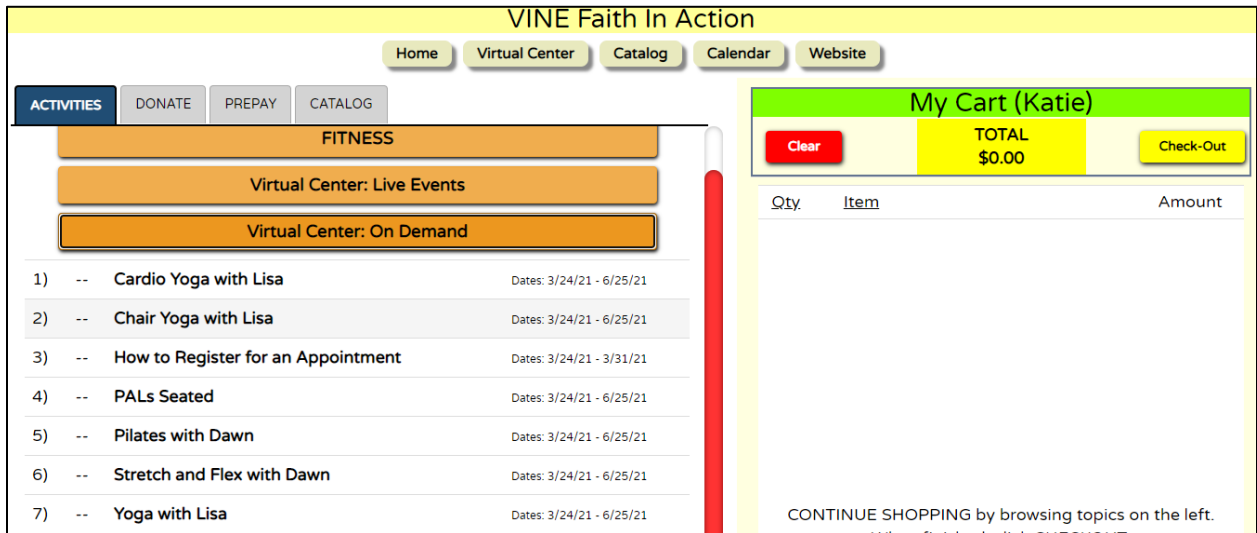 VINE Faith In Action
Home Virtual Center Catalog Calendar Website
ACTIVITIES DONATE PREPAY CATALOG
FITNESS
Virtual Center: Live Events
Virtual Center: On Demand
1) -- Cardio Yoga with Lisa Dates: 3/24/21 - 6/25/21
2) -- Chair Yoga with Lisa Dates: 3/24/21 - 6/25/21
3) -- How to Register for an Appointment Dates: 3/24/21 - 3/31/21
4) -- PALs Seated Dates: 3/24/21 - 6/25/21
5) -- Pilates with Dawn Dates: 3/24/21 - 6/25/21
6) -- Stretch and Flex with Dawn Dates: 3/24/21 - 6/25/21
7) -- Yoga with Lisa Dates: 3/24/21 - 6/25/21
My Cart (Katie)
Clear
TOTAL
$0.00
Check-Out
Qty Item Amount
CONTINUE SHOPPING by browsing topics on the left.